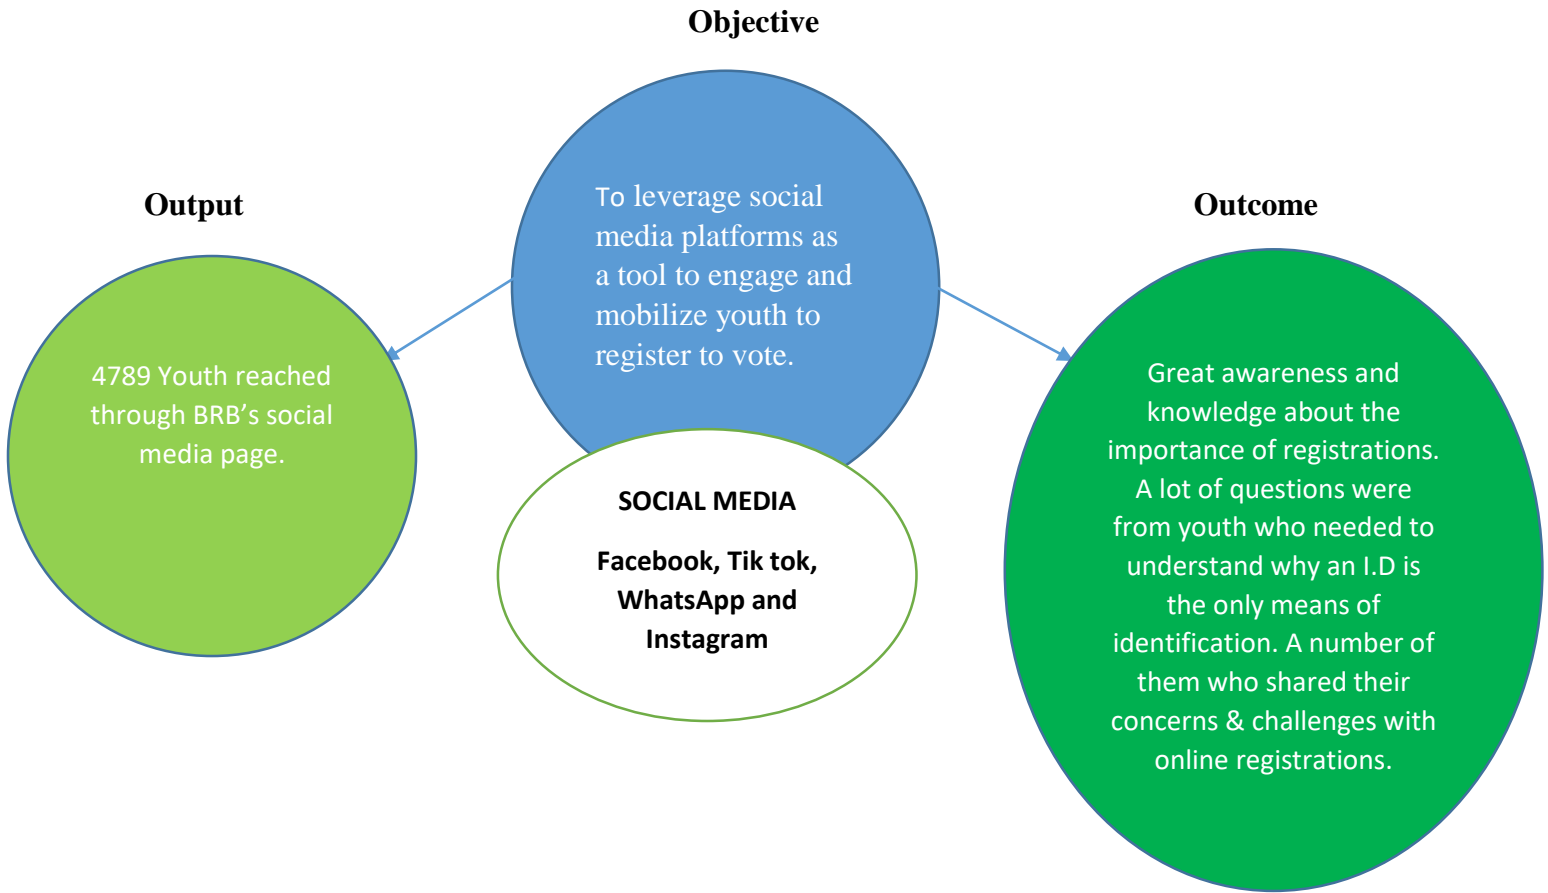 Objective
To leverage social
media platforms as
a tool to engage and
mobilize youth to
register to vote.
SOCIAL MEDIA
Facebook, Tik tok,
WhatsApp and
Instagram
Output
4789 Youth reached
through BRB’s social
media page.
Outcome
Great awareness and
knowledge about the
importance of registrations.
A lot of questions were
from youth who needed to
understand why an I.D is
the only means of
identification. A number of
them who shared their
concerns & challenges with
online registrations.